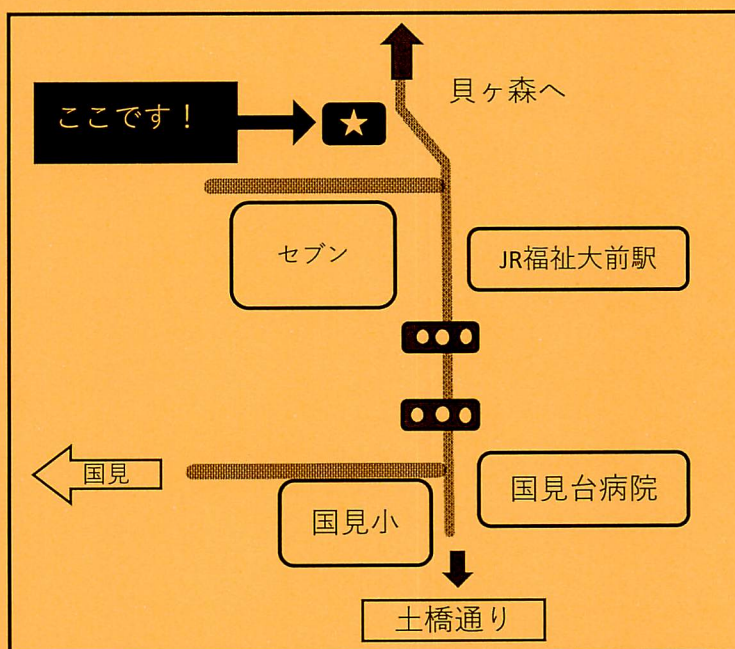 貝ヶ森へ
ここです！
セブン
JR福祉大前駅
国見
国見台病院
国見小
土橋通り